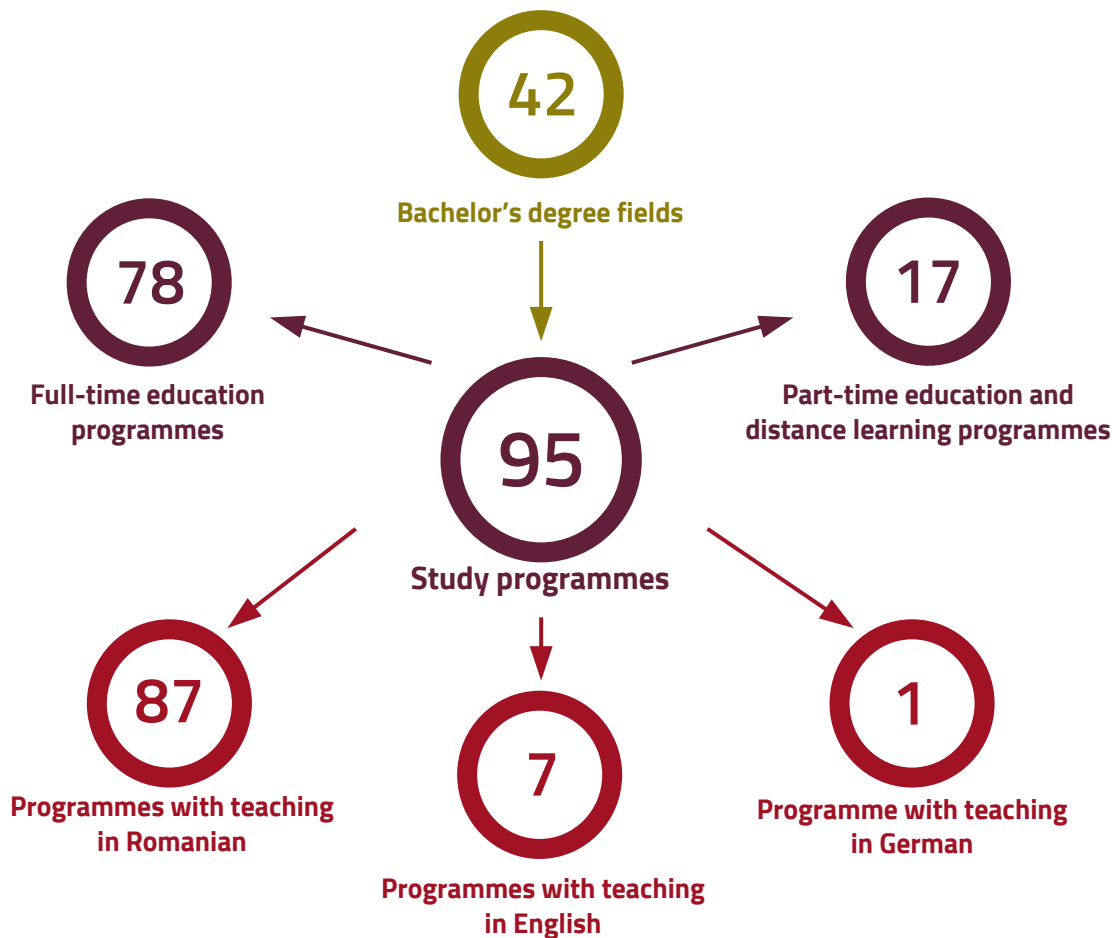 42
Bachelor’s degree fields
78
Full-time education
programmes
17
Part-time education and
distance learning programmes
95
Study programmes
87
Programmes with teaching
in Romanian
7
Programmes with teaching
in English
1
Programme with teaching
in German